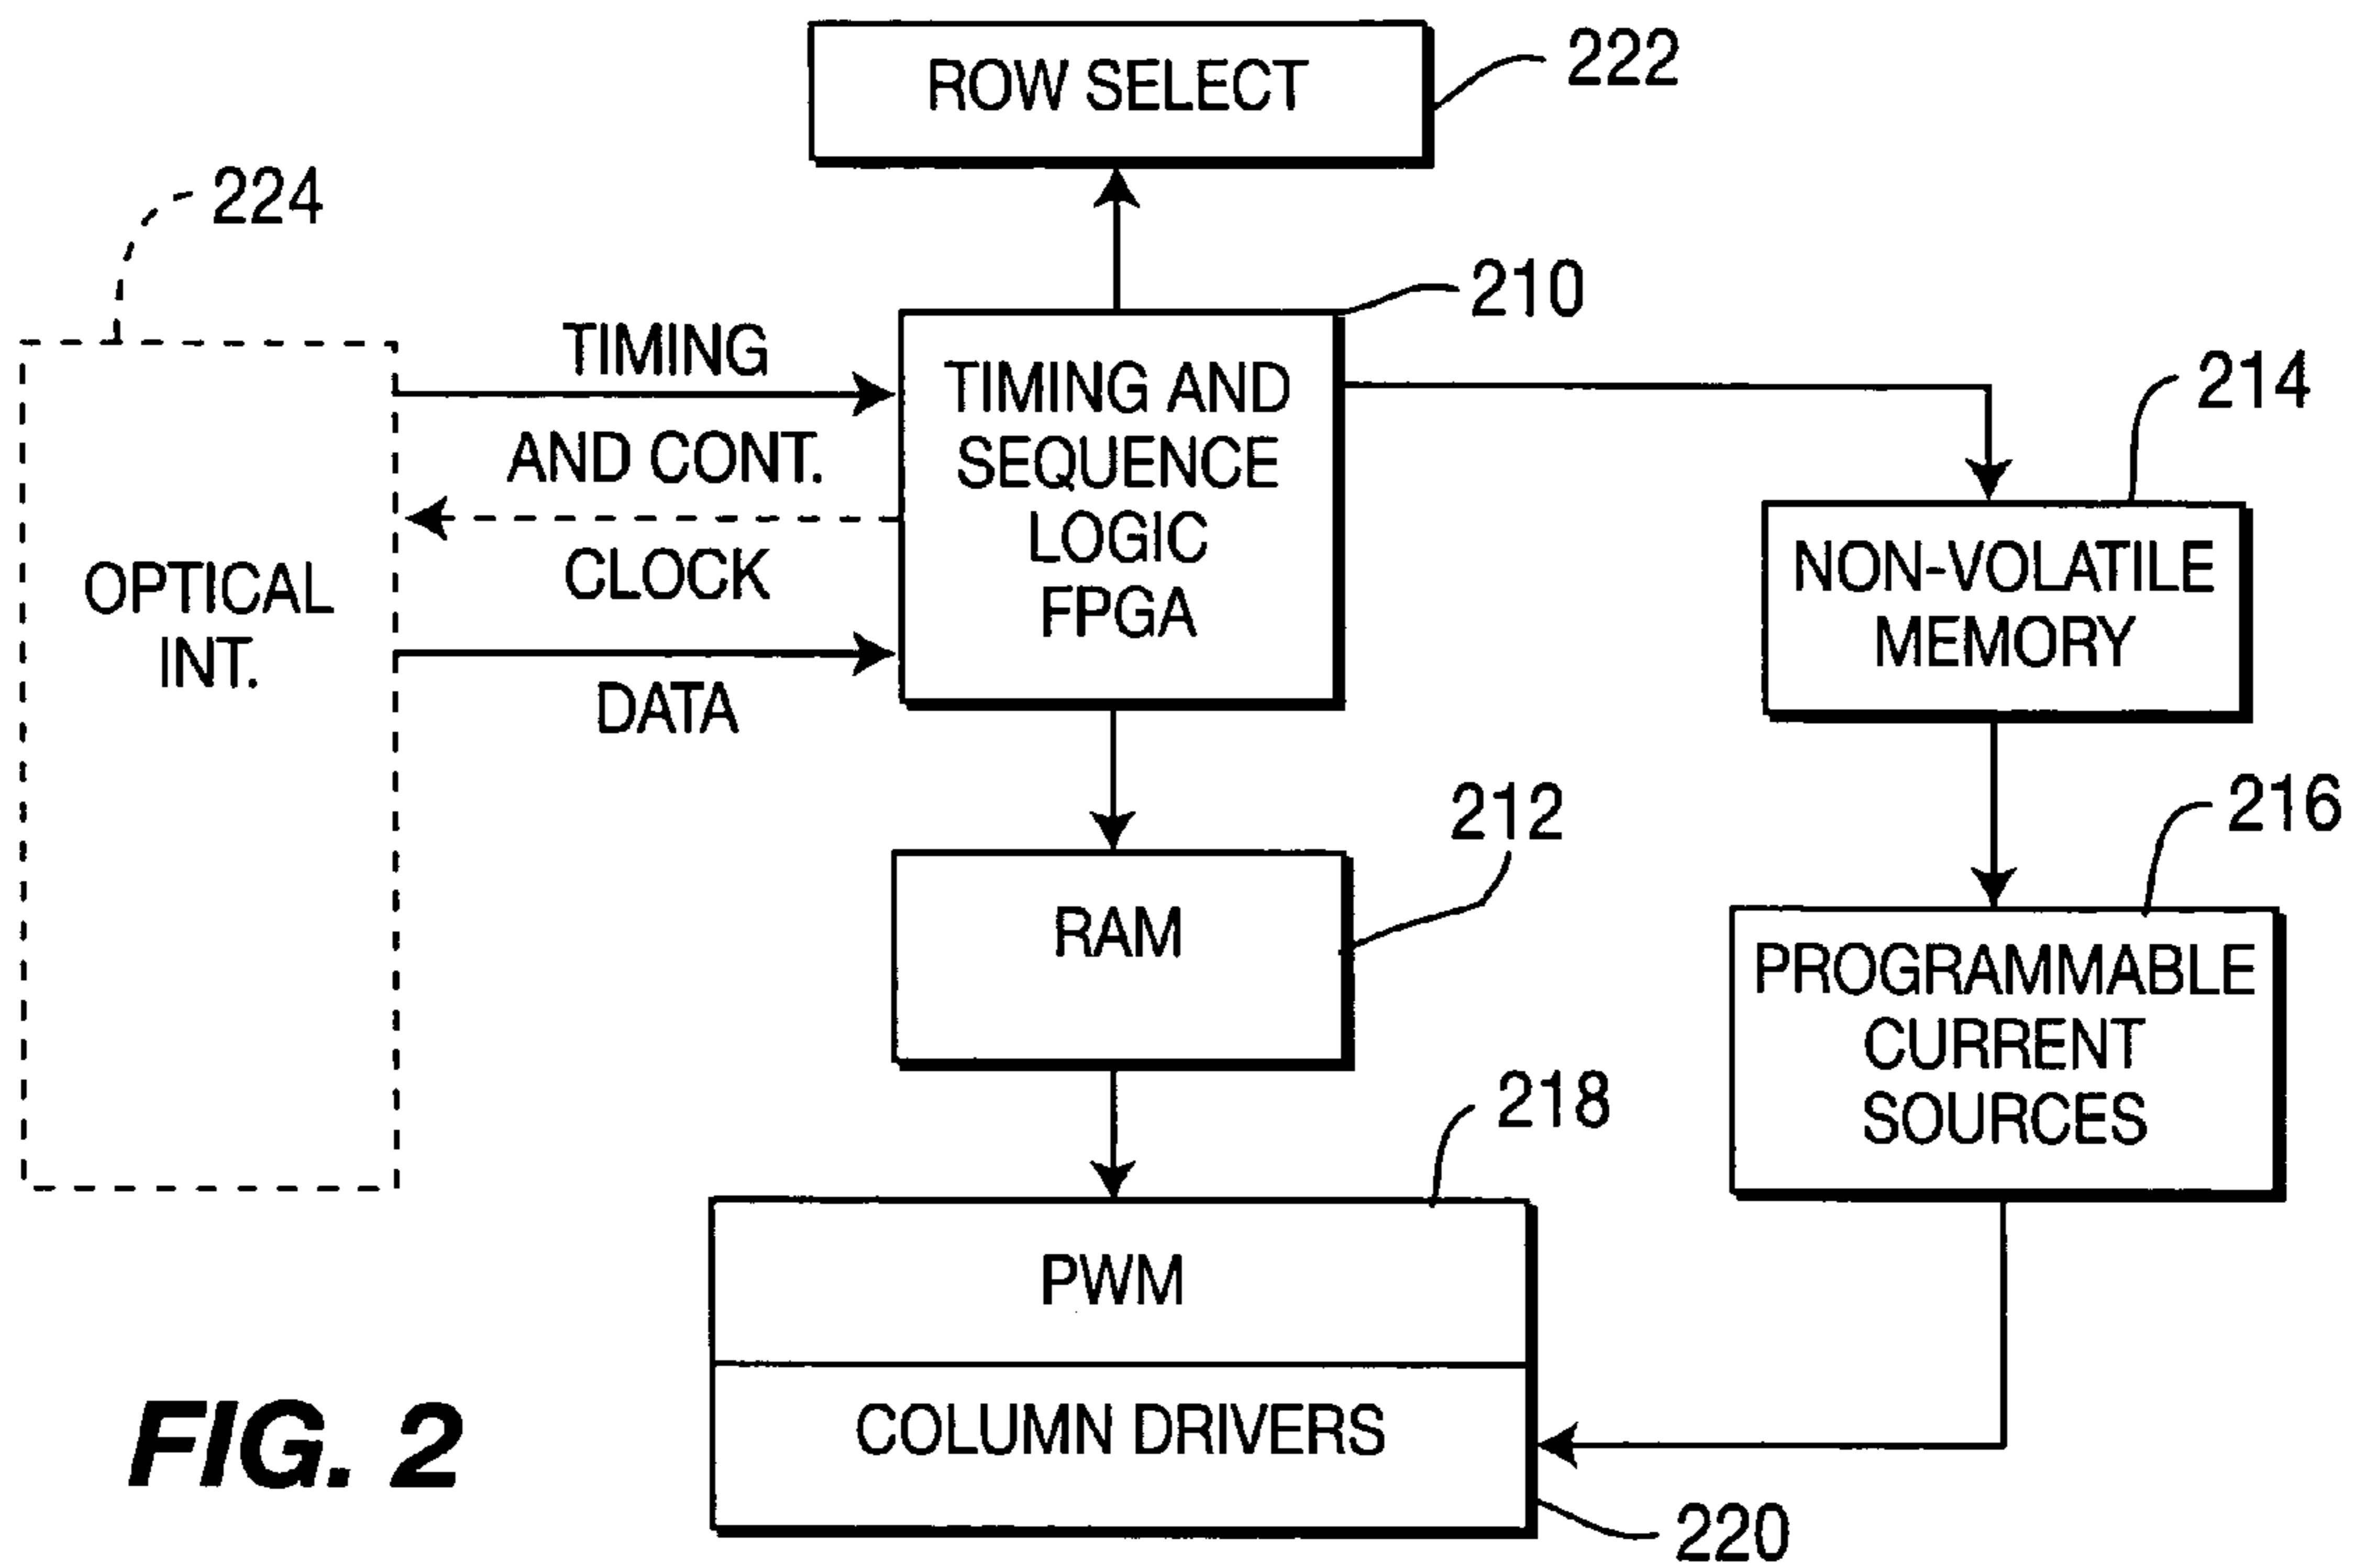 ROW SELECT
222
224
210
TIMING
AND CONT.
CLOCK
DATA
TIMING AND
SEQUENCE
LOGIC
FPGA
214
NON-VOLATILE
MEMORY
OPTICAL
INT.
212
RAM
216
PROGRAMMABLE
CURRENT
SOURCES
218
PWM
COLUMN DRIVERS
220
FIG. 2